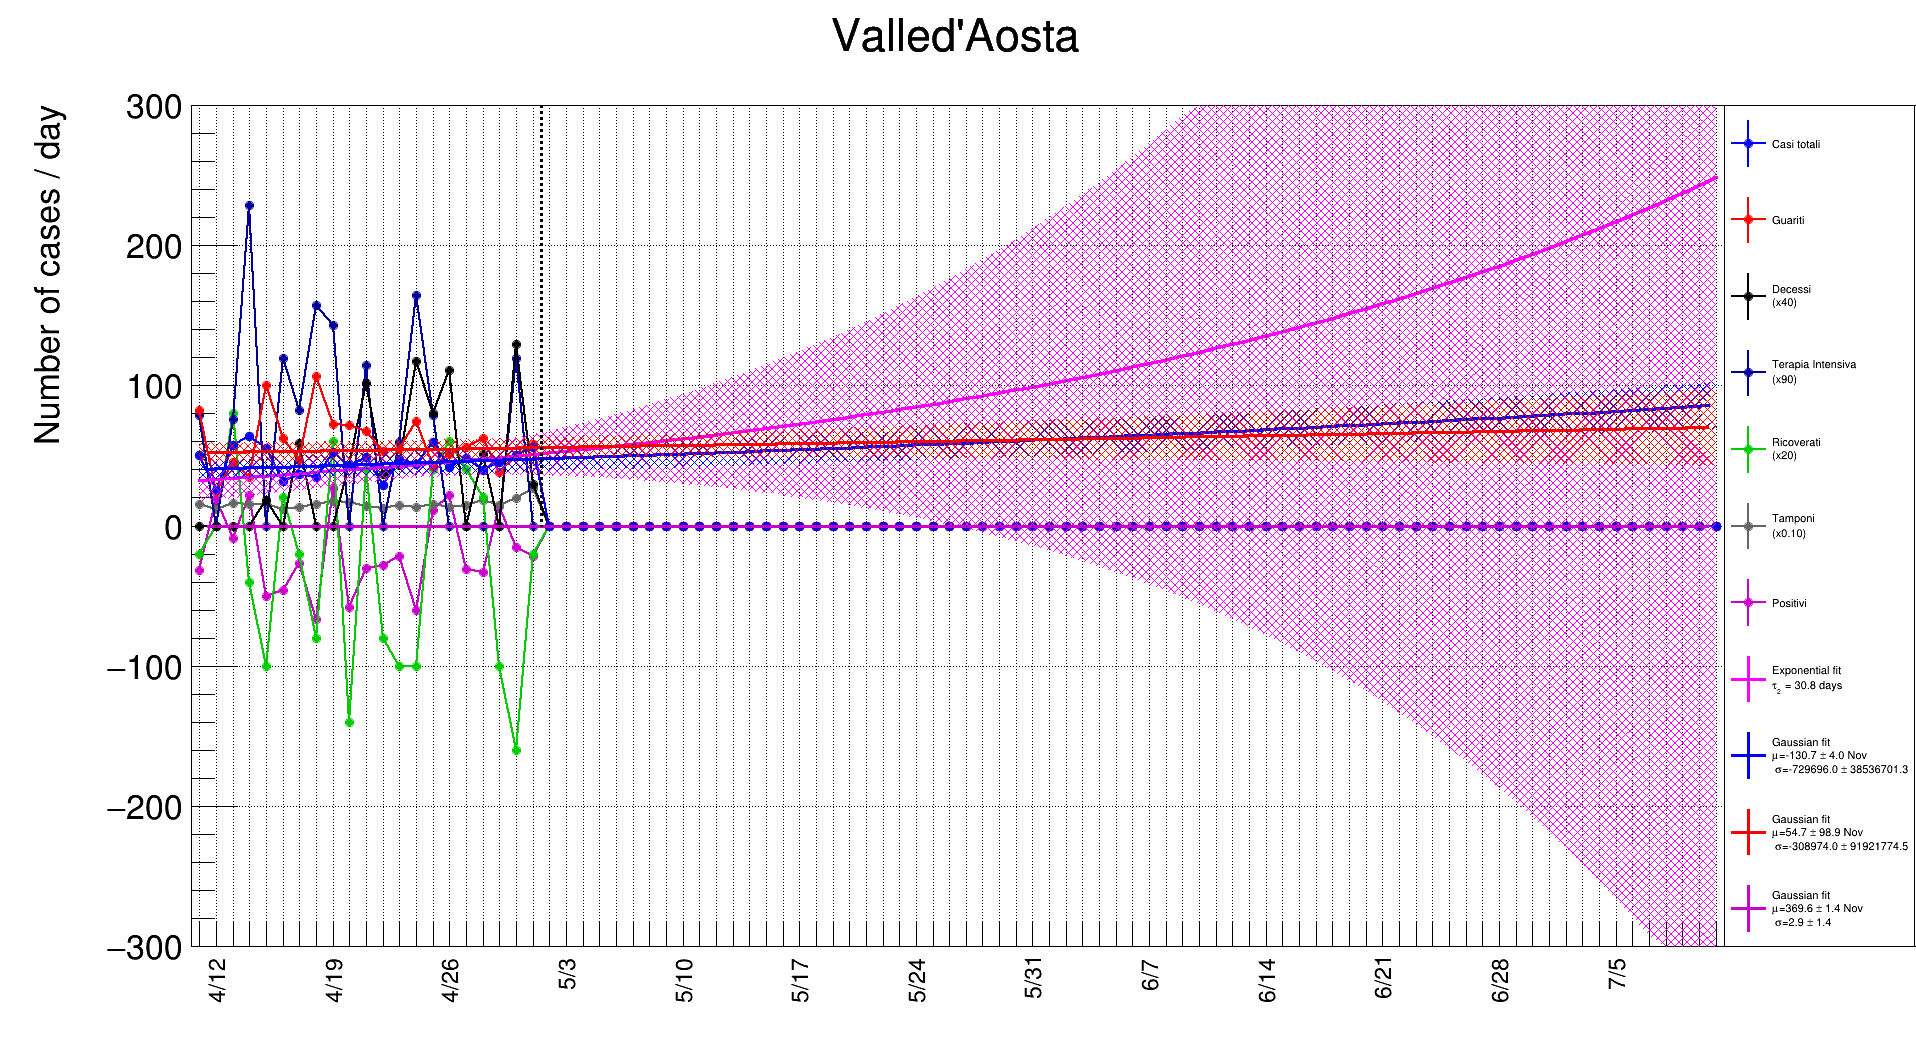 Valled'Aosta
Number of cases / day
300
200
100
0
−100
−200
−300
4/12
4/19
4/26
5/3
5/10
5/17
5/24
5/31
6/7
6/14
6/21
6/28
7/5
Casi totali
Guariti
Decessi
(x40)
Terapia Intensiva
(x90)
Ricoverati
(x20)
Tamponi
(x0.10)
Positivi
Exponential fit
τ2 = 30.8 days
Gaussian fit
μ=-130.7 ± 4.0 Nov
σ=-729696.0 ± 38536701.3
Gaussian fit
μ=54.7 ± 98.9 Nov
σ=-308974.0 ± 91921774.5
Gaussian fit
μ=369.6 ± 1.4 Nov
σ=2.9 ± 1.4